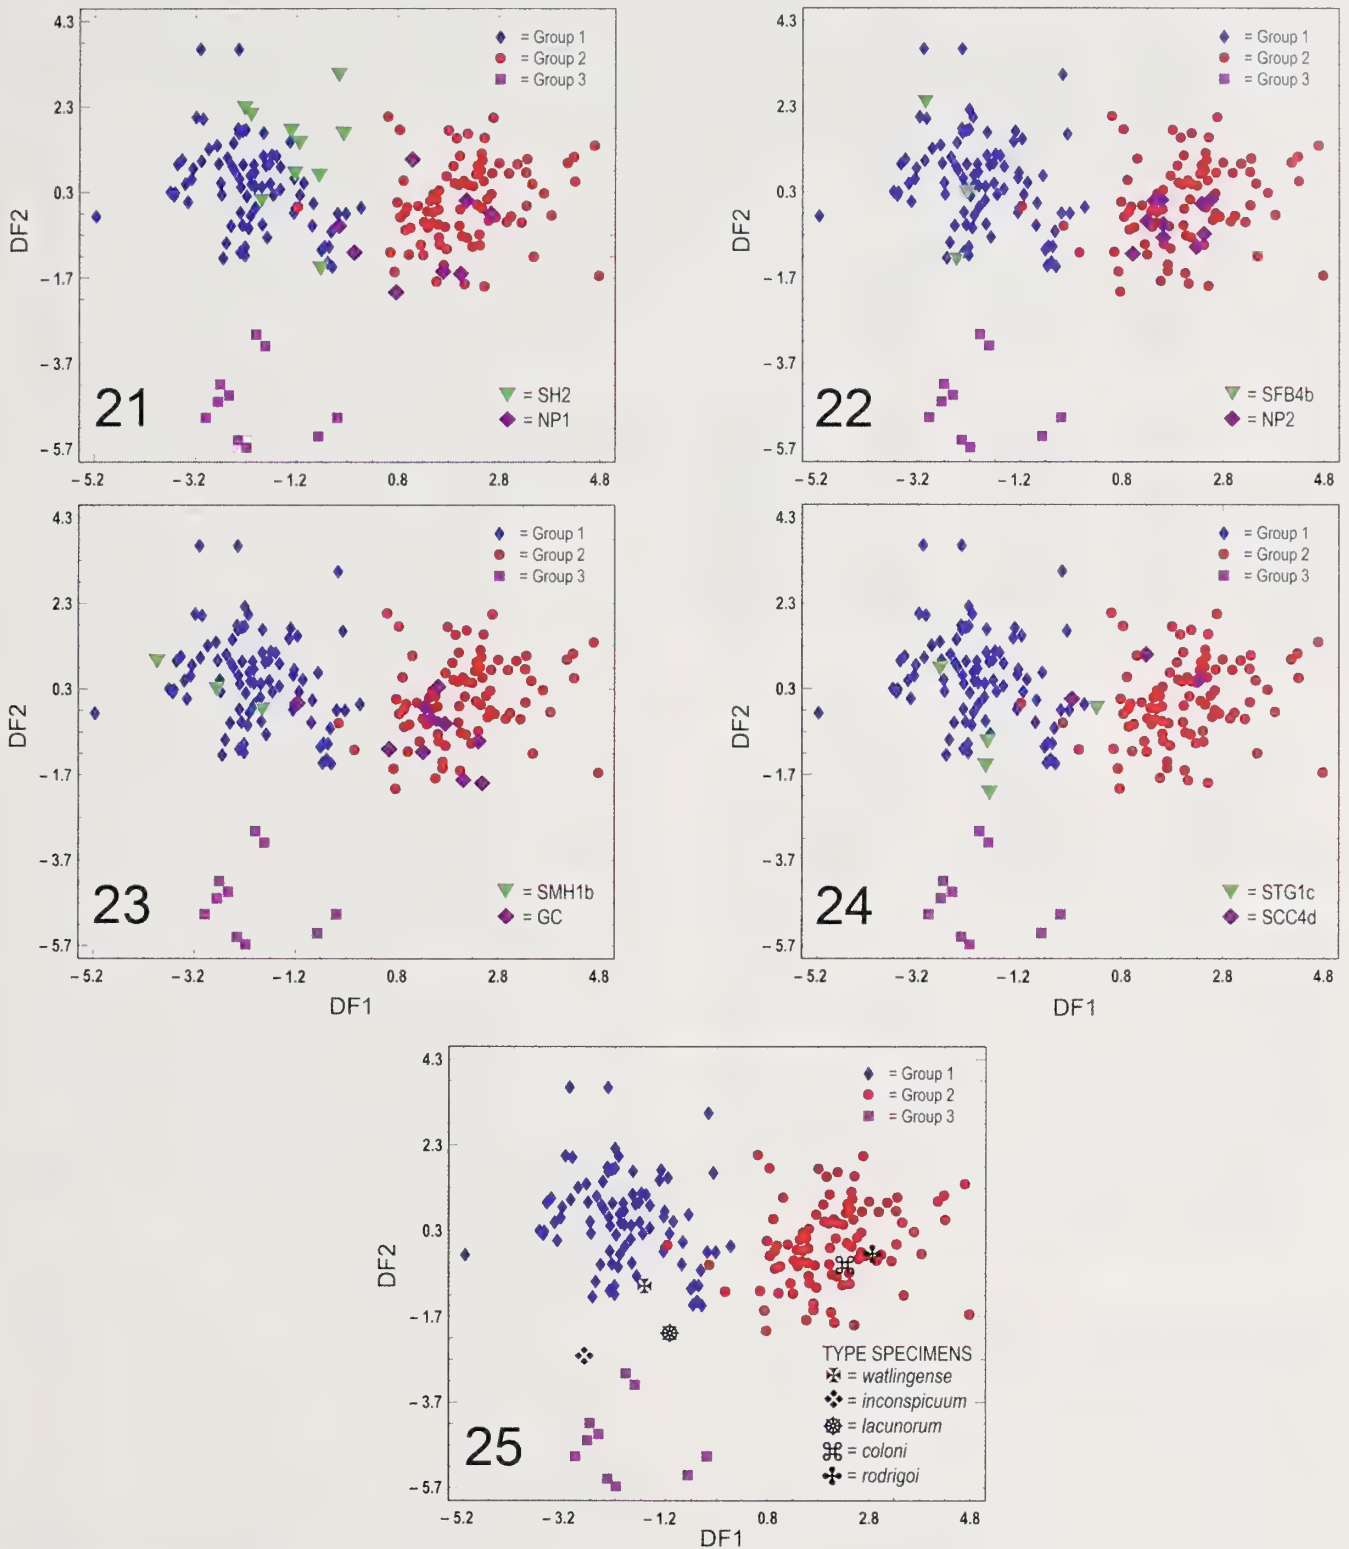 4.3
2.3
0.3
– 1.7
– 3.7
– 5.7
DF2
= Group 1
= Group 2
= Group 3
21
= SH2
= NP1
– 5.2 – 3.2 – 1.2 0.8 2.8 4.8
4.3
2.3
0.3
– 1.7
– 3.7
– 5.7
DF2
= Group 1
= Group 2
= Group 3
22
= SFB4b
= NP2
– 5.2 – 3.2 – 1.2 0.8 2.8 4.8
4.3
2.3
0.3
– 1.7
– 3.7
– 5.7
DF2
= Group 1
= Group 2
= Group 3
23
= SMH1b
= GC
– 5.2 – 3.2 – 1.2 0.8 2.8 4.8
DF1
4.3
2.3
0.3
– 1.7
– 3.7
– 5.7
DF2
= Group 1
= Group 2
= Group 3
24
= STG1c
= SCC4d
– 5.2 – 3.2 – 1.2 0.8 2.8 4.8
DF1
4.3
2.3
0.3
– 1.7
– 3.7
– 5.7
DF2
= Group 1
= Group 2
= Group 3
25
TYPE SPECIMENS
= watlingense
= inconspicuum
= lacunorum
= coloni
= rodrigoi
– 5.2 – 3.2 – 1.2 0.8 2.8 4.8
DF1